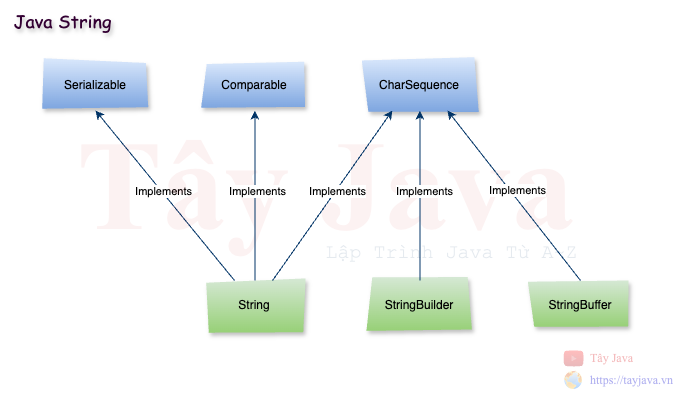 Java String
Serializable
Comparable
CharSequence
Tây Java
Implements
Implements
Implements
Implements
Implements
Lập Trình Java Từ A-Z
String
StringBuilder
StringBuffer
Tây Java
https://tayjava.vn